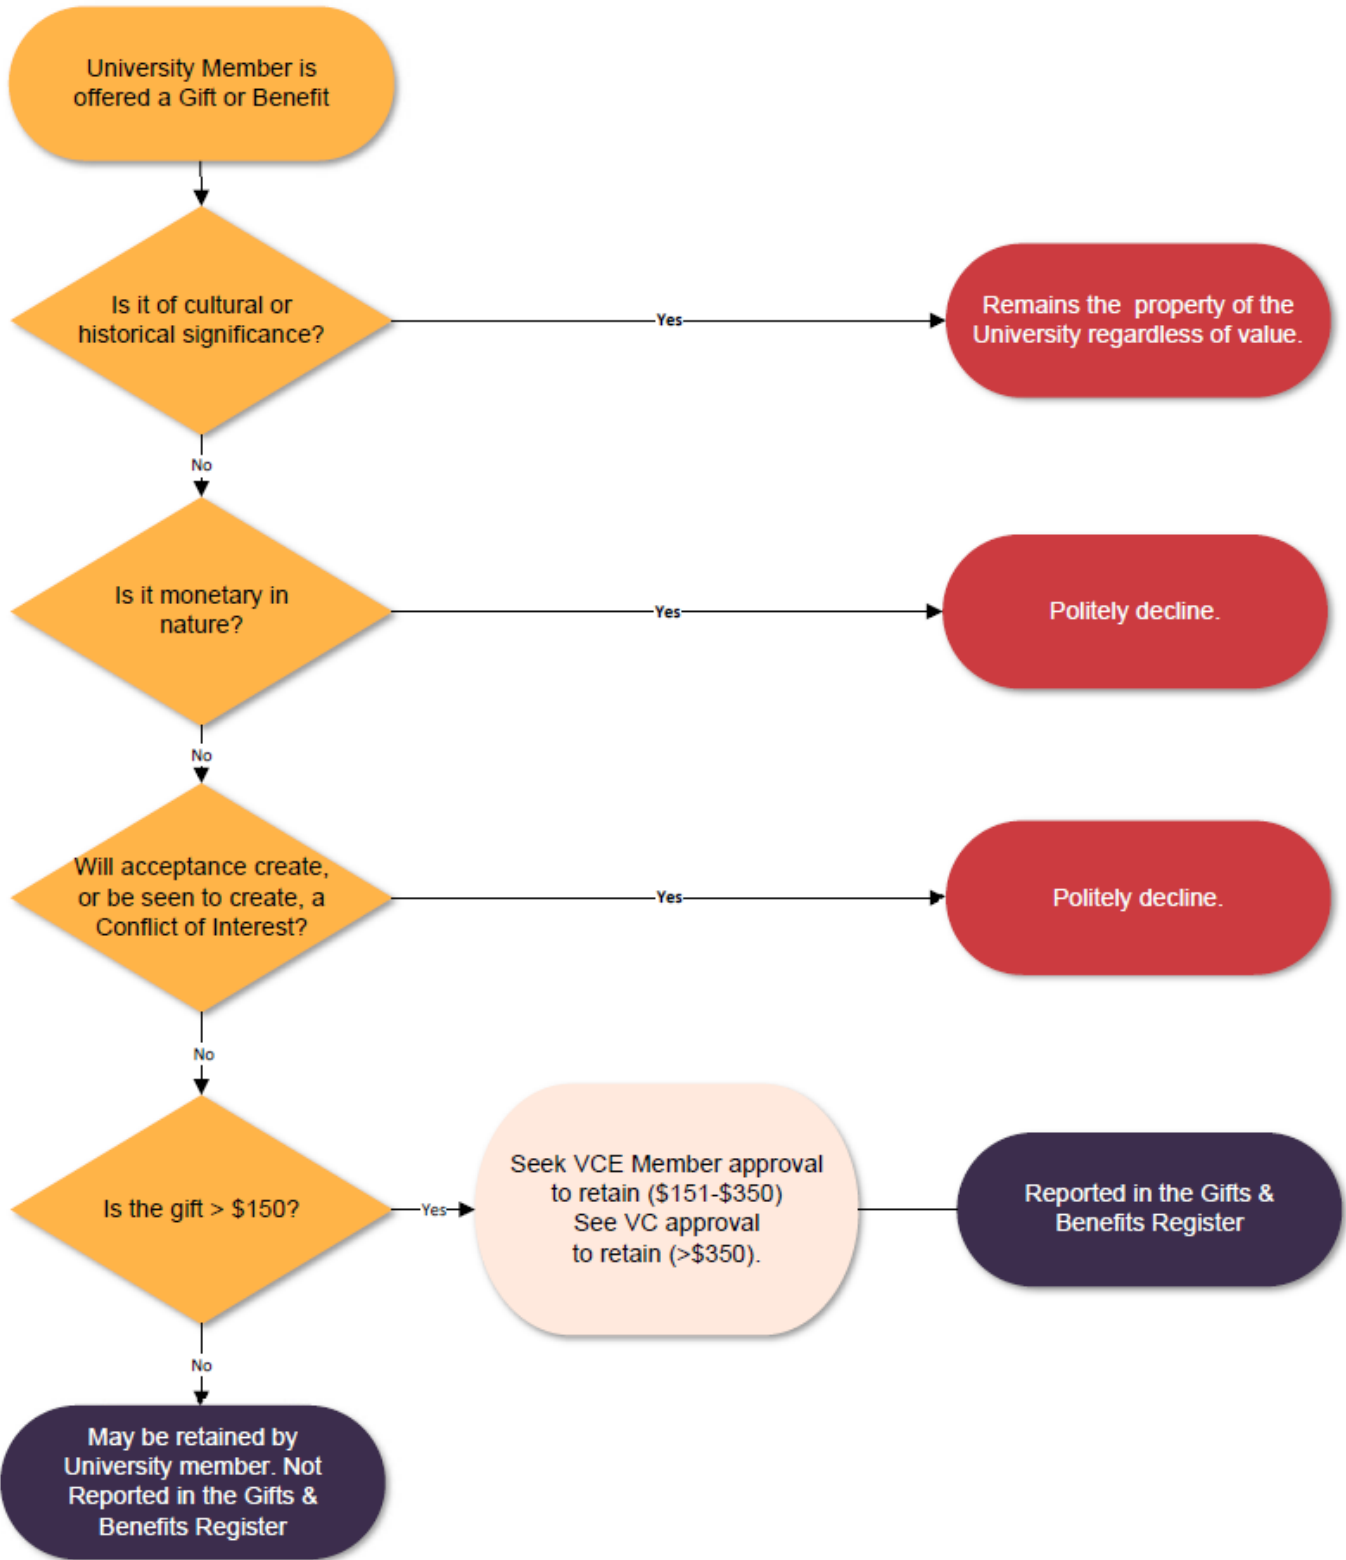 University Member is
offered a Gift or Benefit
Is it of cultural or
historical significance?
Yes
Remains the property of the
University regardless of value.
No
Is it monetary in
nature?
Yes
Politely decline.
No
Will acceptance create,
or be seen to create, a
Conflict of Interest?
Yes
Politely decline.
No
Is the gift > $150?
Yes
Seek VCE Member approval
to retain ($151-$350)
See VC approval
to retain (>$350).
Reported in the Gifts &
Benefits Register
No
May be retained by
University member. Not
Reported in the Gifts &
Benefits Register